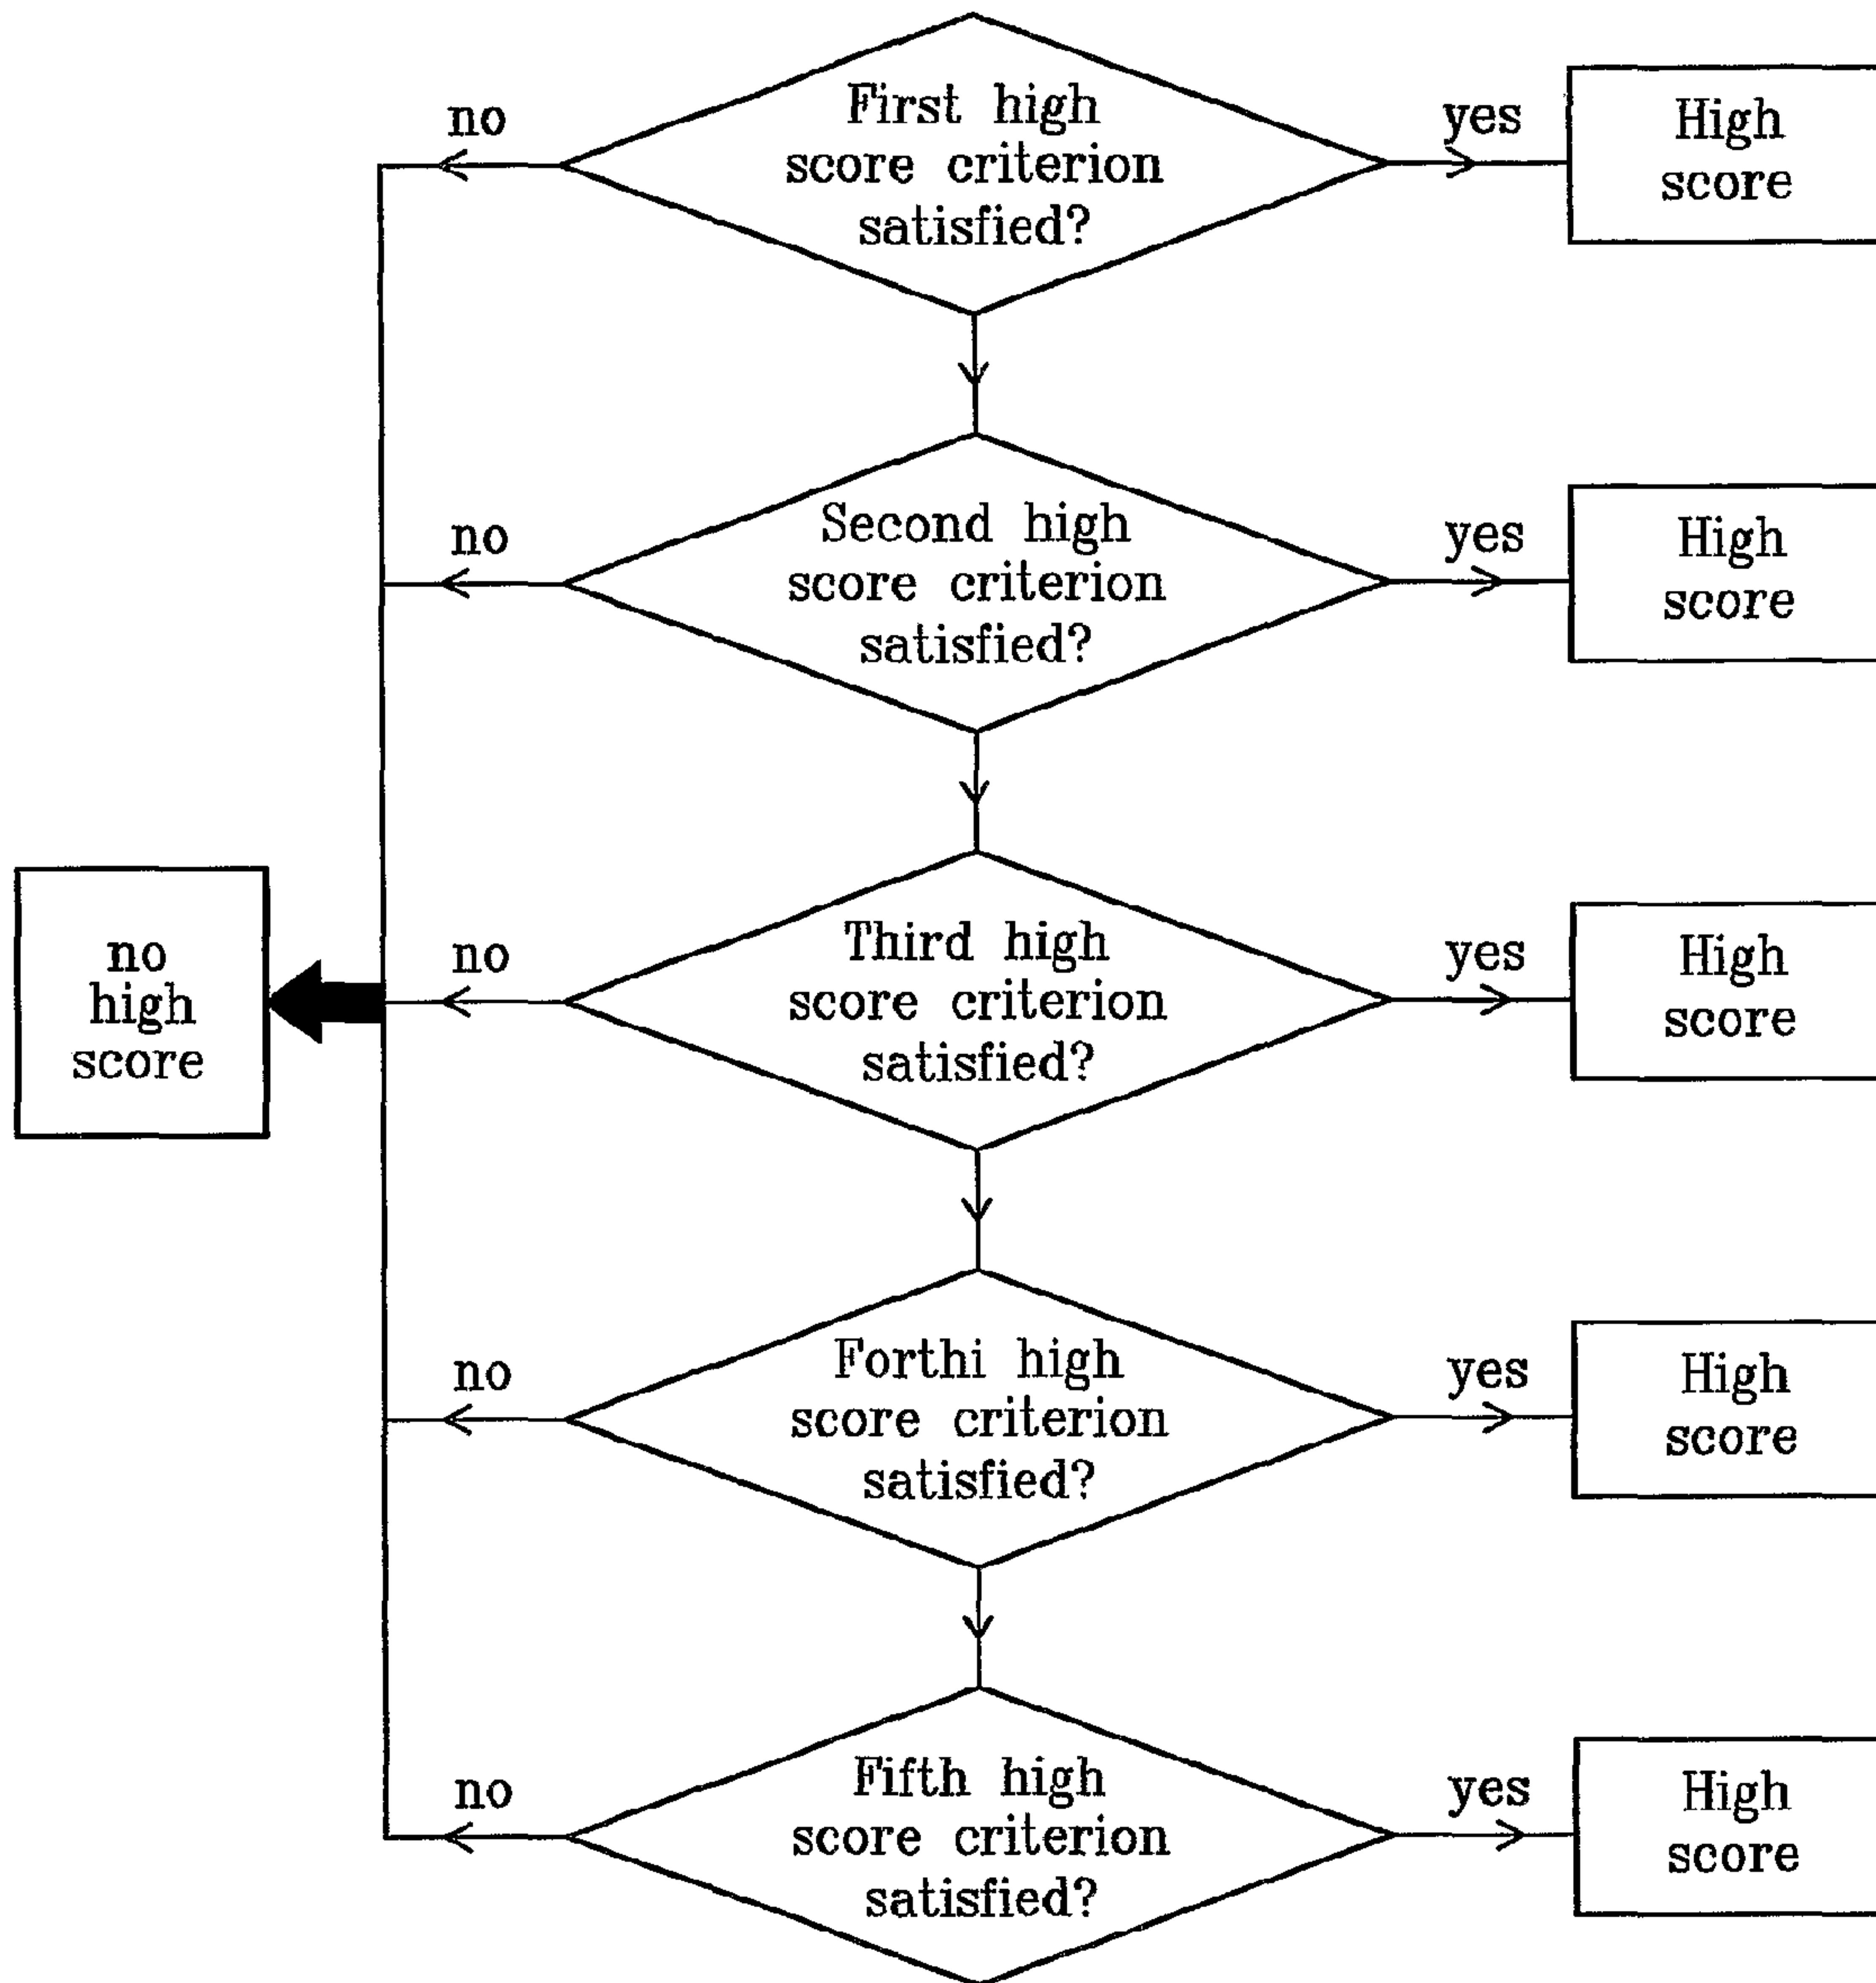 First high
score criterion
satisfied?
no
yes
High
score
Second high
score criterion
satisfied?
no
yes
High
score
no
high
score
Third high
score criterion
satisfied?
no
yes
High
score
Forthi high
score criterion
satisfied?
no
yes
High
score
Fifth high
score criterion
satisfied?
no
yes
High
score